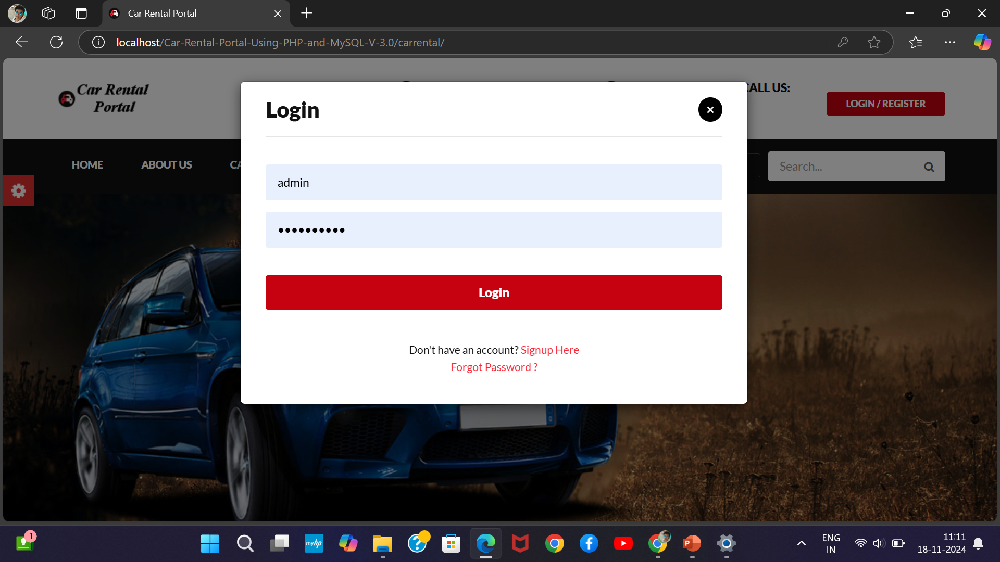 Car Rental Portal
localhost/Car-Rental-Portal-Using-PHP-and-MySQL-V-3.0/carrental/
Car Rental
Portal
CALL US:
LOGIN / REGISTER
HOME
ABOUT US
CA
Search...
Login
admin
Login
Don't have an account? Signup Here
Forgot Password ?
1
myhp
P
ENG
IN
11:11
18-11-2024